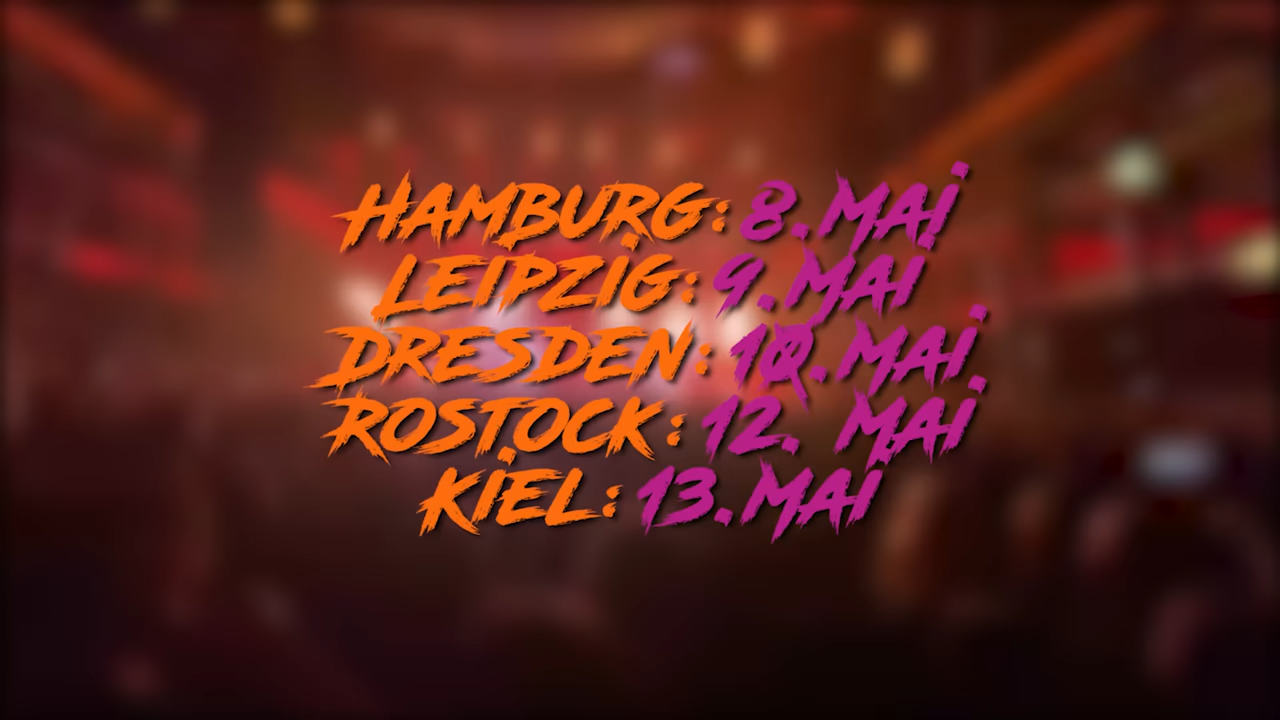 HAMBURG: 8.MAI
LEIPZIG: 9.MAI
DRESDEN: 10.MAI
ROSTOCK: 12. MAI
KIEL: 13.MAI